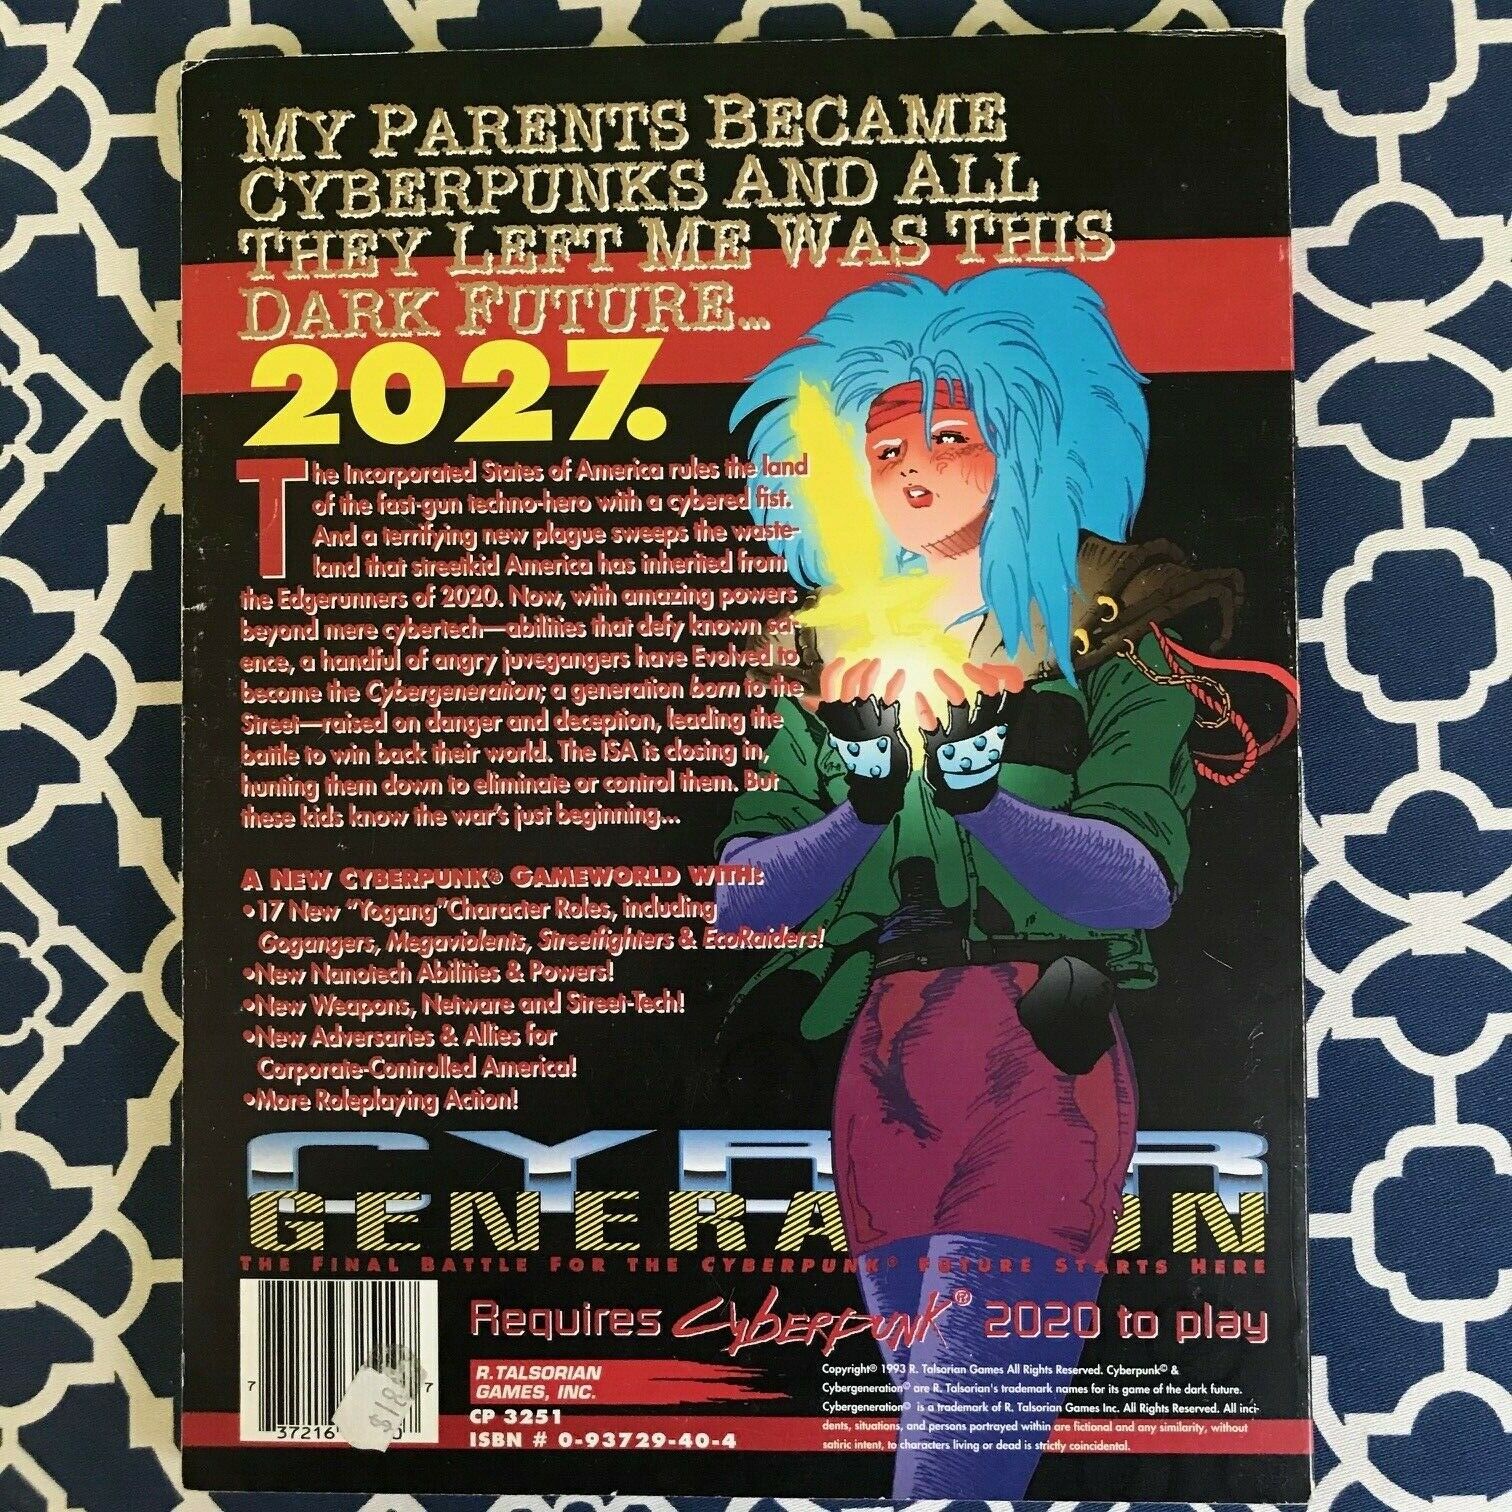 MY PARENTS BECAME
CYBERPUNKS AND ALL
THEY LEFT ME WAS THIS
DARK FUTURE...
2027.
The Incorporated States of America rules the land
of the fast-gun techno-hero with a cybered fist.
And a terrifying new plague sweeps the waste-
land that streetkid America has inherited from
the Edgerunners of 2020. Now, with amazing powers
beyond mere cybertech—abilities that defy known sci-
ence, a handful of angry juvegangers have Evolved to
become the Cybergeneration; a generation born to the
Street—raised on danger and deception, leading the
battle to win back their world. The ISA is closing in,
hunting them down to eliminate or control them. But
these kids know the war's just beginning...
A NEW CYBERPUNK® GAMEWORLD WITH:
•17 New "Yogang" Character Roles, including
Gogangers, Megaviolents, Streetfighters & EcoRaiders!
•New Nanotech Abilities & Powers!
•New Weapons, Netware and Street-Tech!
•New Adversaries & Allies for
Corporate-Controlled America!
•More Roleplaying Action!
CYBER
GENERATION
THE FINAL BATTLE FOR THE CYBERPUNK® FUTURE STARTS HERE
Requires Cyberpunk® 2020 to play
R.TALSORIAN
GAMES, INC.
CP 3251
ISBN # 0-93729-40-4
Copyright© 1993 R. Talsorian Games All Rights Reserved. Cyberpunk© &
Cybergeneration© are R. Talsorian's trademark names for its game of the dark future.
Cybergeneration© is a trademark of R. Talsorian Games Inc. All Rights Reserved. All inci-
dents, situations, and persons portrayed within are fictional and any similarity, without
satiric intent, to characters living or dead is strictly coincidental.
7 37216 0 7